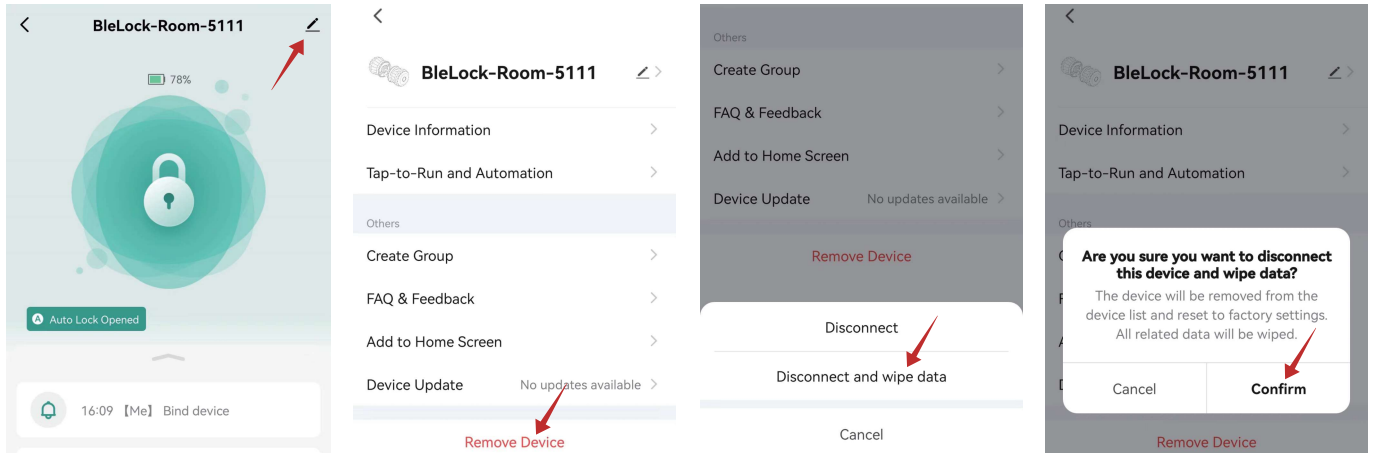 BleLock-Room-5111
78%
A Auto Lock Opened
16:09 【Me】 Bind device
BleLock-Room-5111
Device Information
Tap-to-Run and Automation
Others
Create Group
FAQ & Feedback
Add to Home Screen
Device Update No updates available
Remove Device
Others
Create Group
FAQ & Feedback
Add to Home Screen
Device Update No updates available
Remove Device
Disconnect
Disconnect and wipe data
Cancel
BleLock-Room-5111
Device Information
Tap-to-Run and Automation
Others
Are you sure you want to disconnect
this device and wipe data?
The device will be removed from the
device list and reset to factory settings.
All related data will be wiped.
Cancel Confirm
Remove Device